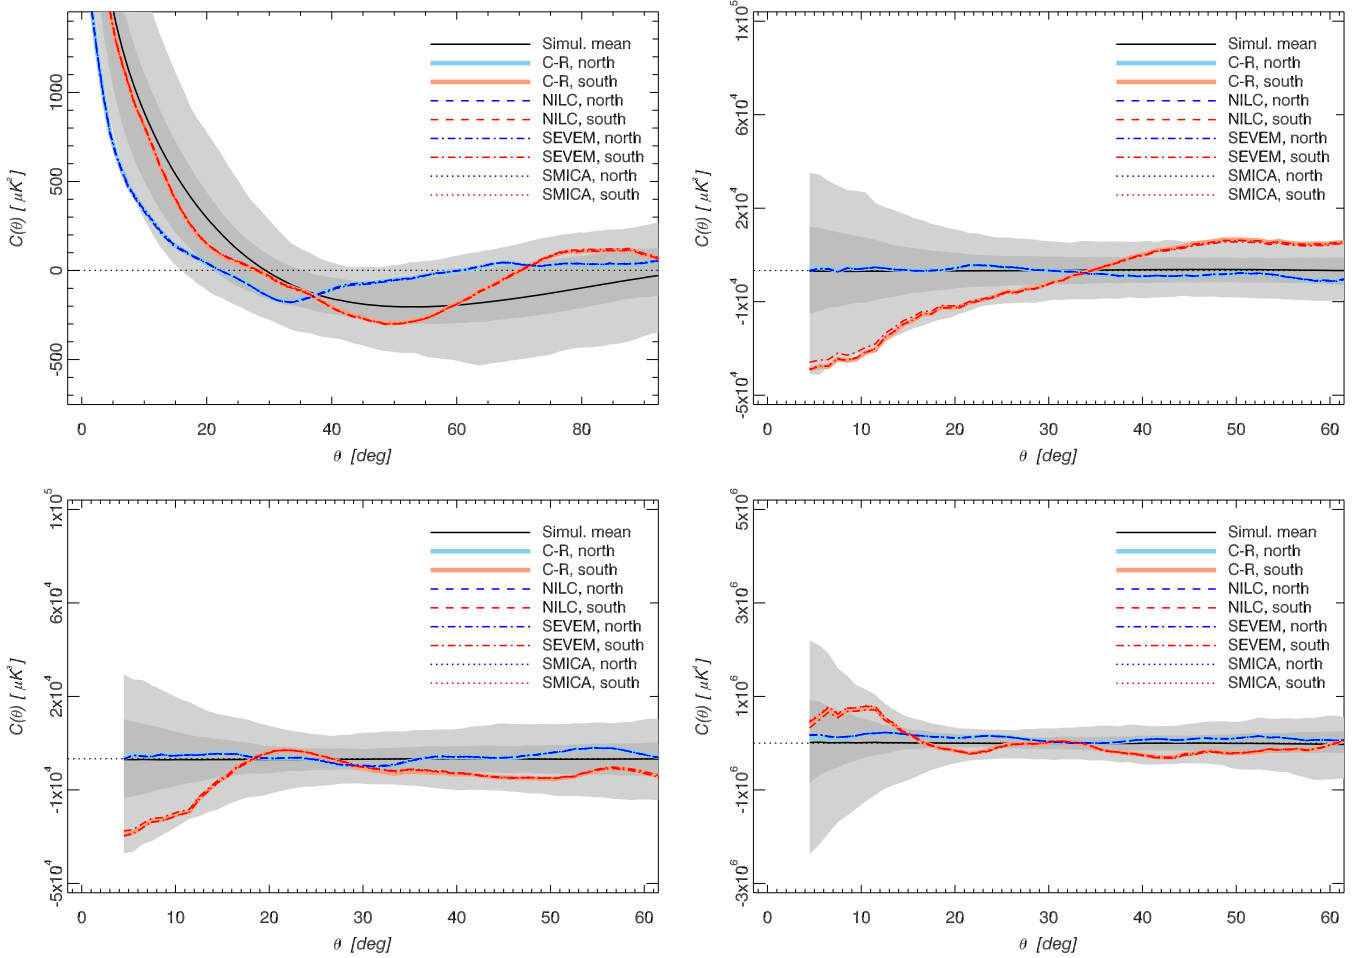 1000
500
0
-500
C(θ) [ μK²]
0 20 40 60 80
θ [deg]
Simul. mean
C-R, north
C-R, south
NILC, north
NILC, south
SEVEM, north
SEVEM, south
SMICA, north
SMICA, south
1x10⁵
6x10⁴
2x10⁴
-1x10⁴
-5x10⁴
C(θ) [ μK³]
0 10 20 30 40 50 60
θ [deg]
Simul. mean
C-R, north
C-R, south
NILC, north
NILC, south
SEVEM, north
SEVEM, south
SMICA, north
SMICA, south
1x10⁵
6x10⁴
2x10⁴
-1x10⁴
-5x10⁴
C(θ) [ μK³]
0 10 20 30 40 50 60
θ [deg]
Simul. mean
C-R, north
C-R, south
NILC, north
NILC, south
SEVEM, north
SEVEM, south
SMICA, north
SMICA, south
5x10⁶
3x10⁶
1x10⁶
-1x10⁶
-3x10⁶
C(θ) [ μK⁴]
0 10 20 30 40 50 60
θ [deg]
Simul. mean
C-R, north
C-R, south
NILC, north
NILC, south
SEVEM, north
SEVEM, south
SMICA, north
SMICA, south